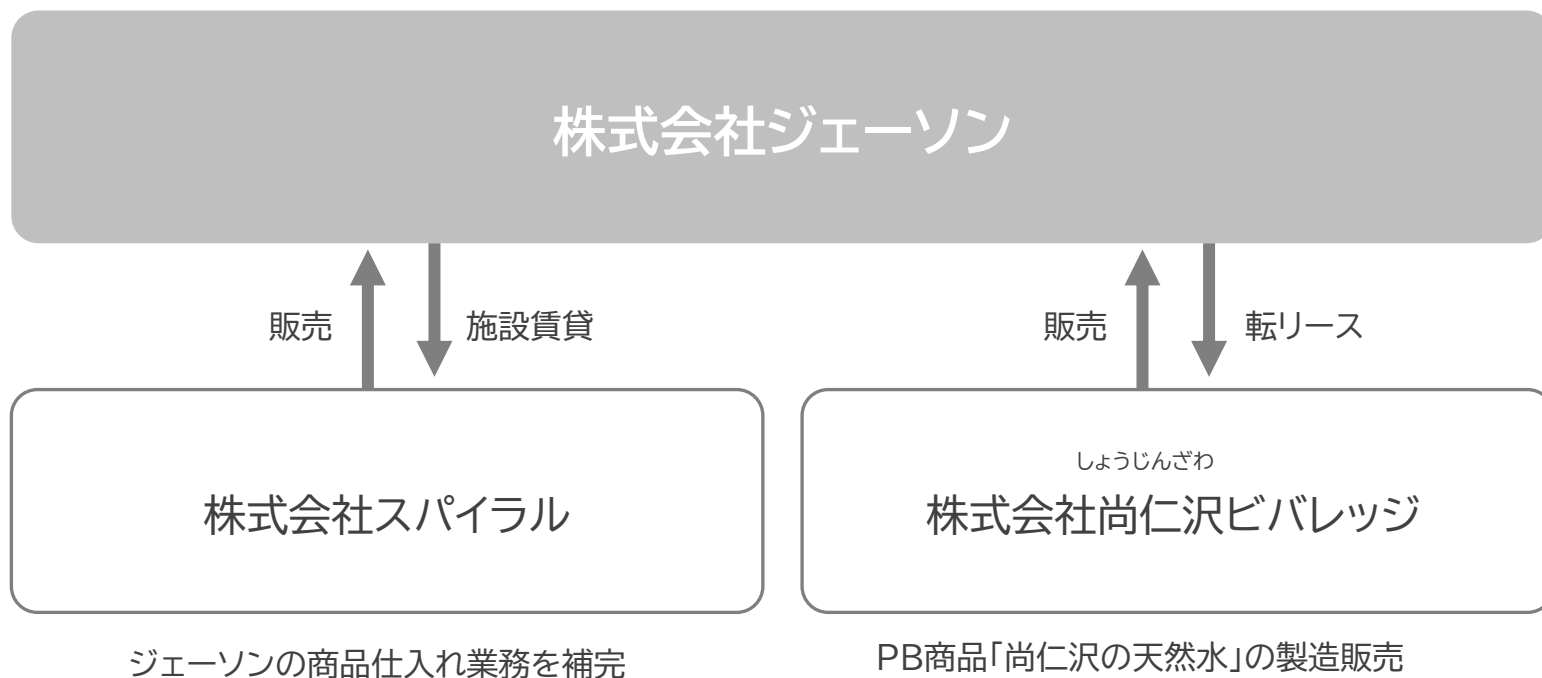 株式会社ジェーソン
販売
施設賃貸
販売
転リース
株式会社スパイラル
しょうじんざわ
株式会社尚仁沢ビバレッジ
ジェーソンの商品仕入れ業務を補完
PB商品｢尚仁沢の天然水｣の製造販売